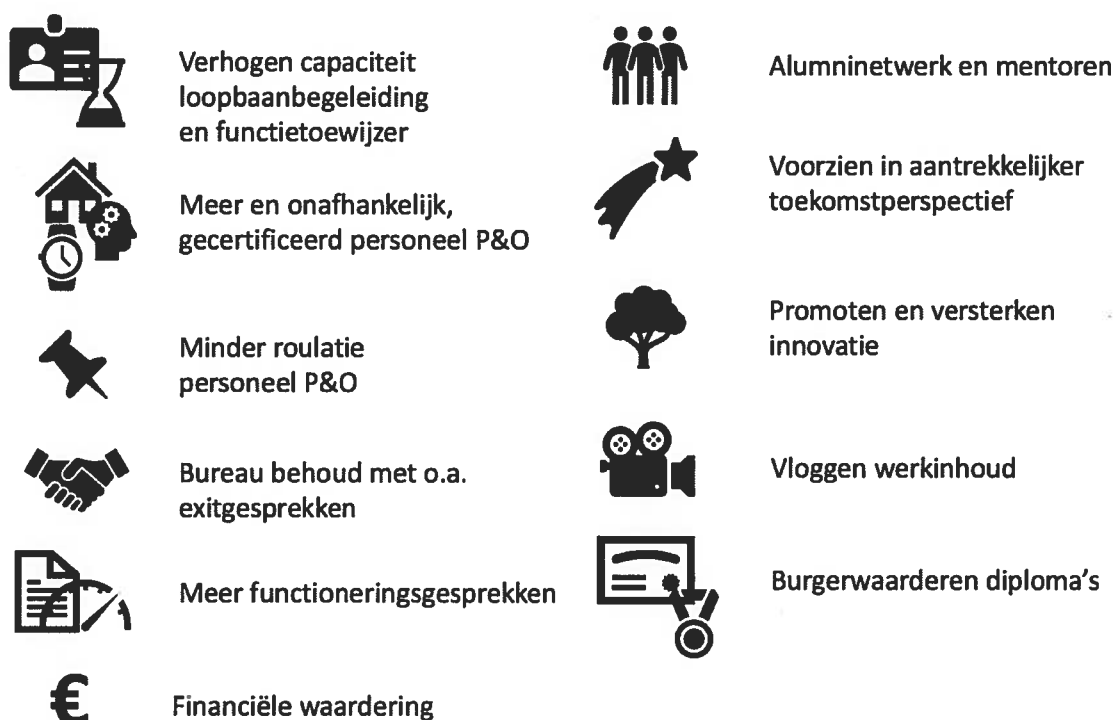 Verhogen capaciteit
loopbaanbegeleiding
en functietoewijzer
Meer en onafhankelijk,
gecertificeerd personeel P&O
Minder roulatie
personeel P&O
Bureau behoud met o.a.
exitgesprekken
Meer functioneringsgesprekken
€
Financiële waardering
Alumninetwerk en mentoren
Voorzien in aantrekkelijker
toekomstperspectief
Promoten en versterken
innovatie
Vloggen werkinhoud
Burgerwaarderen diploma's